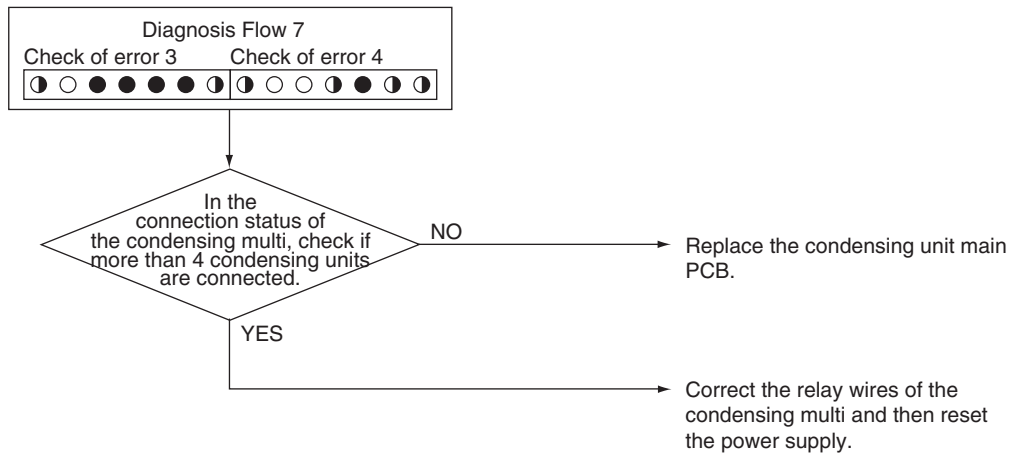 Diagnosis Flow 7
Check of error 3 Check of error 4
In the
connection status of
the condensing multi, check if
more than 4 condensing units
are connected.
NO
Replace the condensing unit main
PCB.
YES
Correct the relay wires of the
condensing multi and then reset
the power supply.